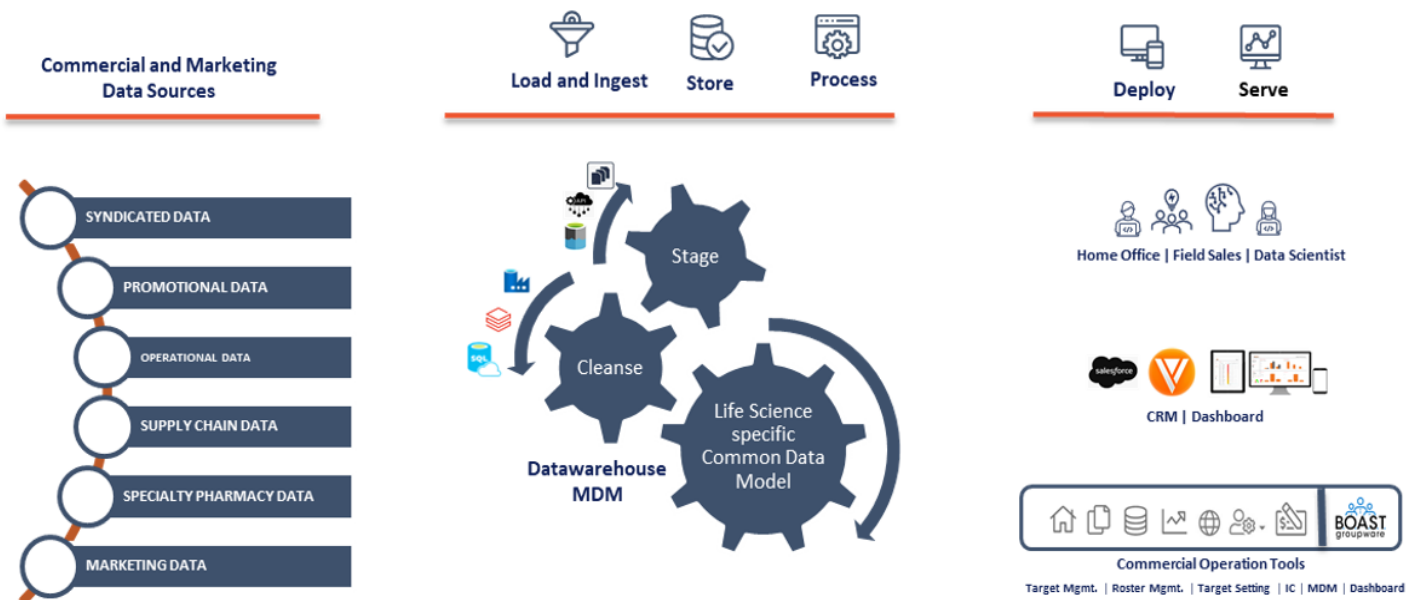 Commercial and Marketing
Data Sources
SYNDICATED DATA
PROMOTIONAL DATA
OPERATIONAL DATA
SUPPLY CHAIN DATA
SPECIALTY PHARMACY DATA
MARKETING DATA
Load and Ingest
Store
Process
API
SQL
Stage
Cleanse
Life Science
specific
Common Data
Model
Datawarehouse
MDM
Deploy
Serve
Home Office | Field Sales | Data Scientist
salesforce
CRM | Dashboard
BOAST
groupware
Commercial Operation Tools
Target Mgmt. | Roster Mgmt. | Target Setting | IC | MDM | Dashboard